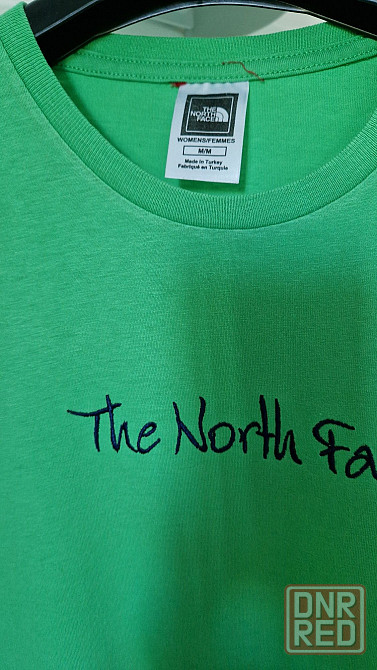 THE
NORTH
FACE
WOMENS/FEMMES
M/M
Made in Turkey
Fabriqué en Turquie
The North Fa
DNR
RED